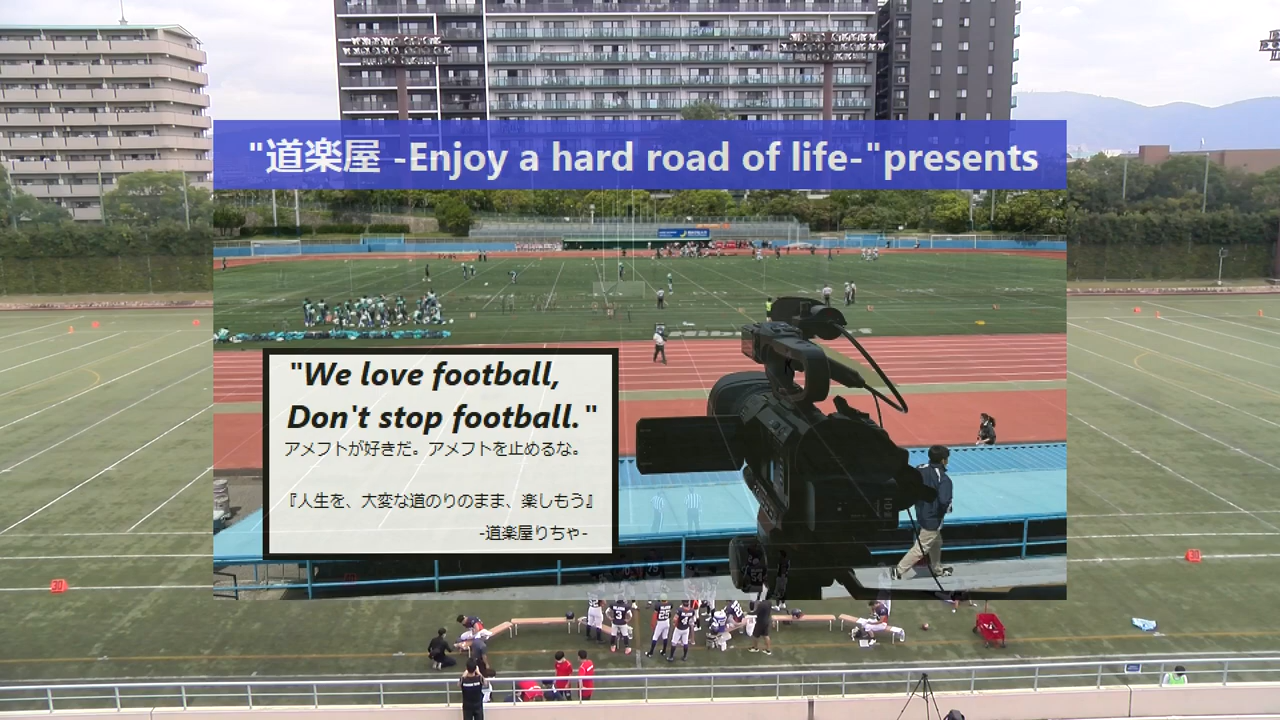 "道楽屋 -Enjoy a hard road of life-"presents
"We love football,
Don't stop football."
アメフトが好きだ。アメフトを止めるな。
『人生を、大変な道のりのまま、楽しもう』
-道楽屋りちゃ-
30